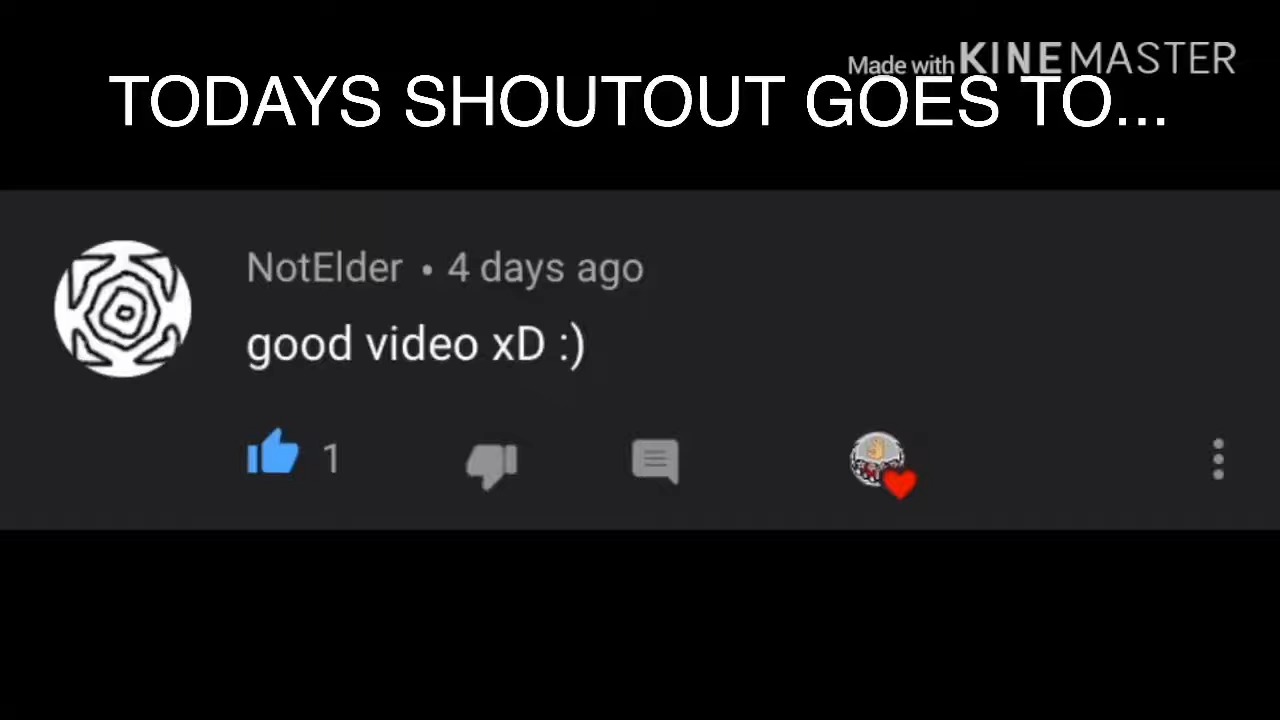 Made with KINEMASTER
TODAYS SHOUTOUT GOES TO...
NotElder • 4 days ago
good video xD :)
1